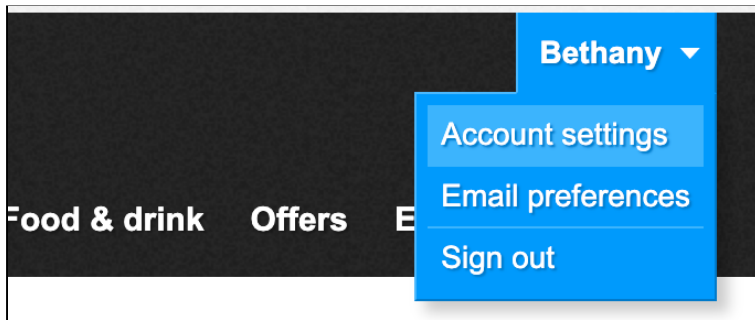 Bethany
Account settings
Email preferences
Food & drink Offers
Sign out